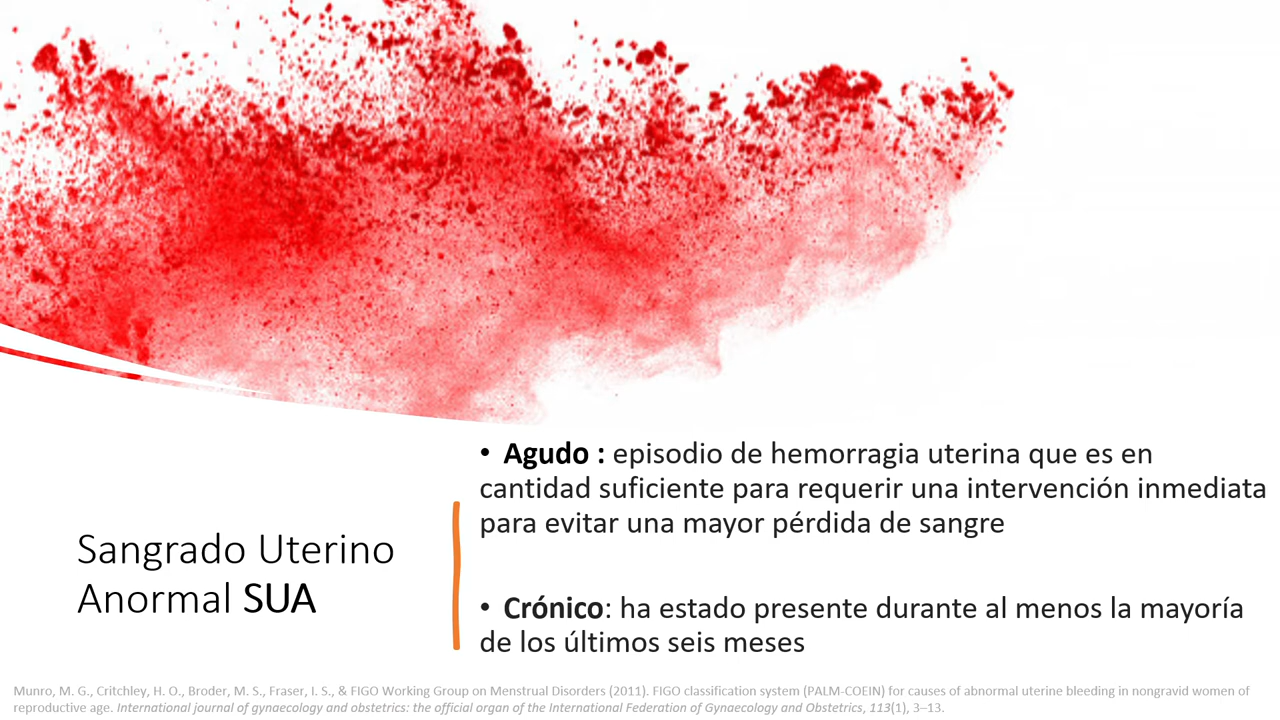 Sangrado Uterino
Anormal SUA
• Agudo : episodio de hemorragia uterina que es en
cantidad suficiente para requerir una intervención inmediata
para evitar una mayor pérdida de sangre
• Crónico: ha estado presente durante al menos la mayoría
de los últimos seis meses
Munro, M. G., Critchley, H. O., Broder, M. S., Fraser, I. S., & FIGO Working Group on Menstrual Disorders (2011). FIGO classification system (PALM-COEIN) for causes of abnormal uterine bleeding in nongravid women of
reproductive age. International journal of gynaecology and obstetrics: the official organ of the International Federation of Gynaecology and Obstetrics, 113(1), 3–13.